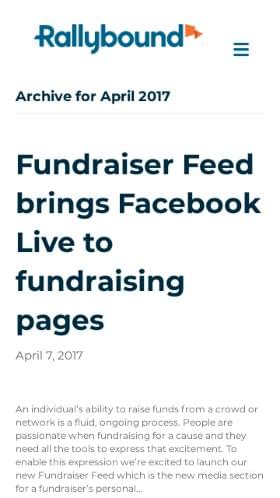 Rallybound
Archive for April 2017
Fundraiser Feed
brings Facebook
Live to
fundraising
pages
April 7, 2017
An individual's ability to raise funds from a crowd or
network is a fluid, ongoing process. People are
passionate when fundraising for a cause and they
need all the tools to express that excitement. To
enable this expression we're excited to launch our
new Fundraiser Feed which is the new media section
for a fundraiser's personal...